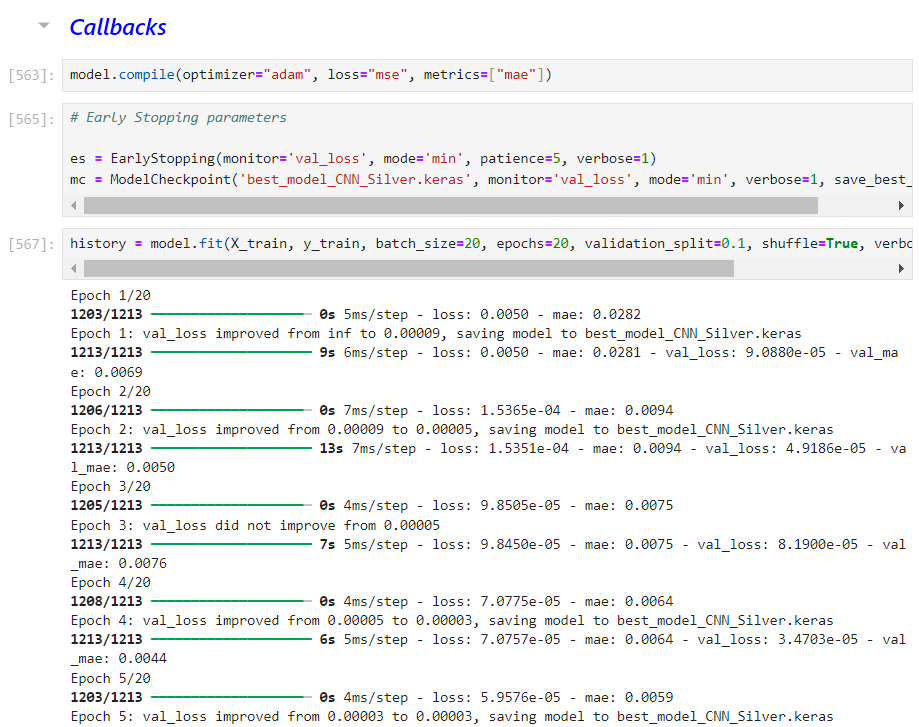 Callbacks
[563]: model.compile(optimizer="adam", loss="mse", metrics=["mae"])
[565]: # Early Stopping parameters
es = EarlyStopping(monitor='val_loss', mode='min', patience=5, verbose=1)
mc = ModelCheckpoint('best_model_CNN_Silver.keras', monitor='val_loss', mode='min', verbose=1, save_best_
[567]: history = model.fit(X_train, y_train, batch_size=20, epochs=20, validation_split=0.1, shuffle=True, verbo
Epoch 1/20
1203/1213 0s 5ms/step - loss: 0.0050 - mae: 0.0282
Epoch 1: val_loss improved from inf to 0.00009, saving model to best_model_CNN_Silver.keras
1213/1213 9s 6ms/step - loss: 0.0050 - mae: 0.0281 - val_loss: 9.0880e-05 - val_ma
e: 0.0069
Epoch 2/20
1206/1213 0s 7ms/step - loss: 1.5365e-04 - mae: 0.0094
Epoch 2: val_loss improved from 0.00009 to 0.00005, saving model to best_model_CNN_Silver.keras
1213/1213 13s 7ms/step - loss: 1.5351e-04 - mae: 0.0094 - val_loss: 4.9186e-05 - va
l_mae: 0.0050
Epoch 3/20
1205/1213 0s 4ms/step - loss: 9.8505e-05 - mae: 0.0075
Epoch 3: val_loss did not improve from 0.00005
1213/1213 7s 5ms/step - loss: 9.8450e-05 - mae: 0.0075 - val_loss: 8.1900e-05 - val
_mae: 0.0076
Epoch 4/20
1208/1213 0s 4ms/step - loss: 7.0775e-05 - mae: 0.0064
Epoch 4: val_loss improved from 0.00005 to 0.00003, saving model to best_model_CNN_Silver.keras
1213/1213 6s 5ms/step - loss: 7.0757e-05 - mae: 0.0064 - val_loss: 3.4703e-05 - val
_mae: 0.0044
Epoch 5/20
1203/1213 0s 4ms/step - loss: 5.9576e-05 - mae: 0.0059
Epoch 5: val_loss improved from 0.00003 to 0.00003, saving model to best_model_CNN_Silver.keras